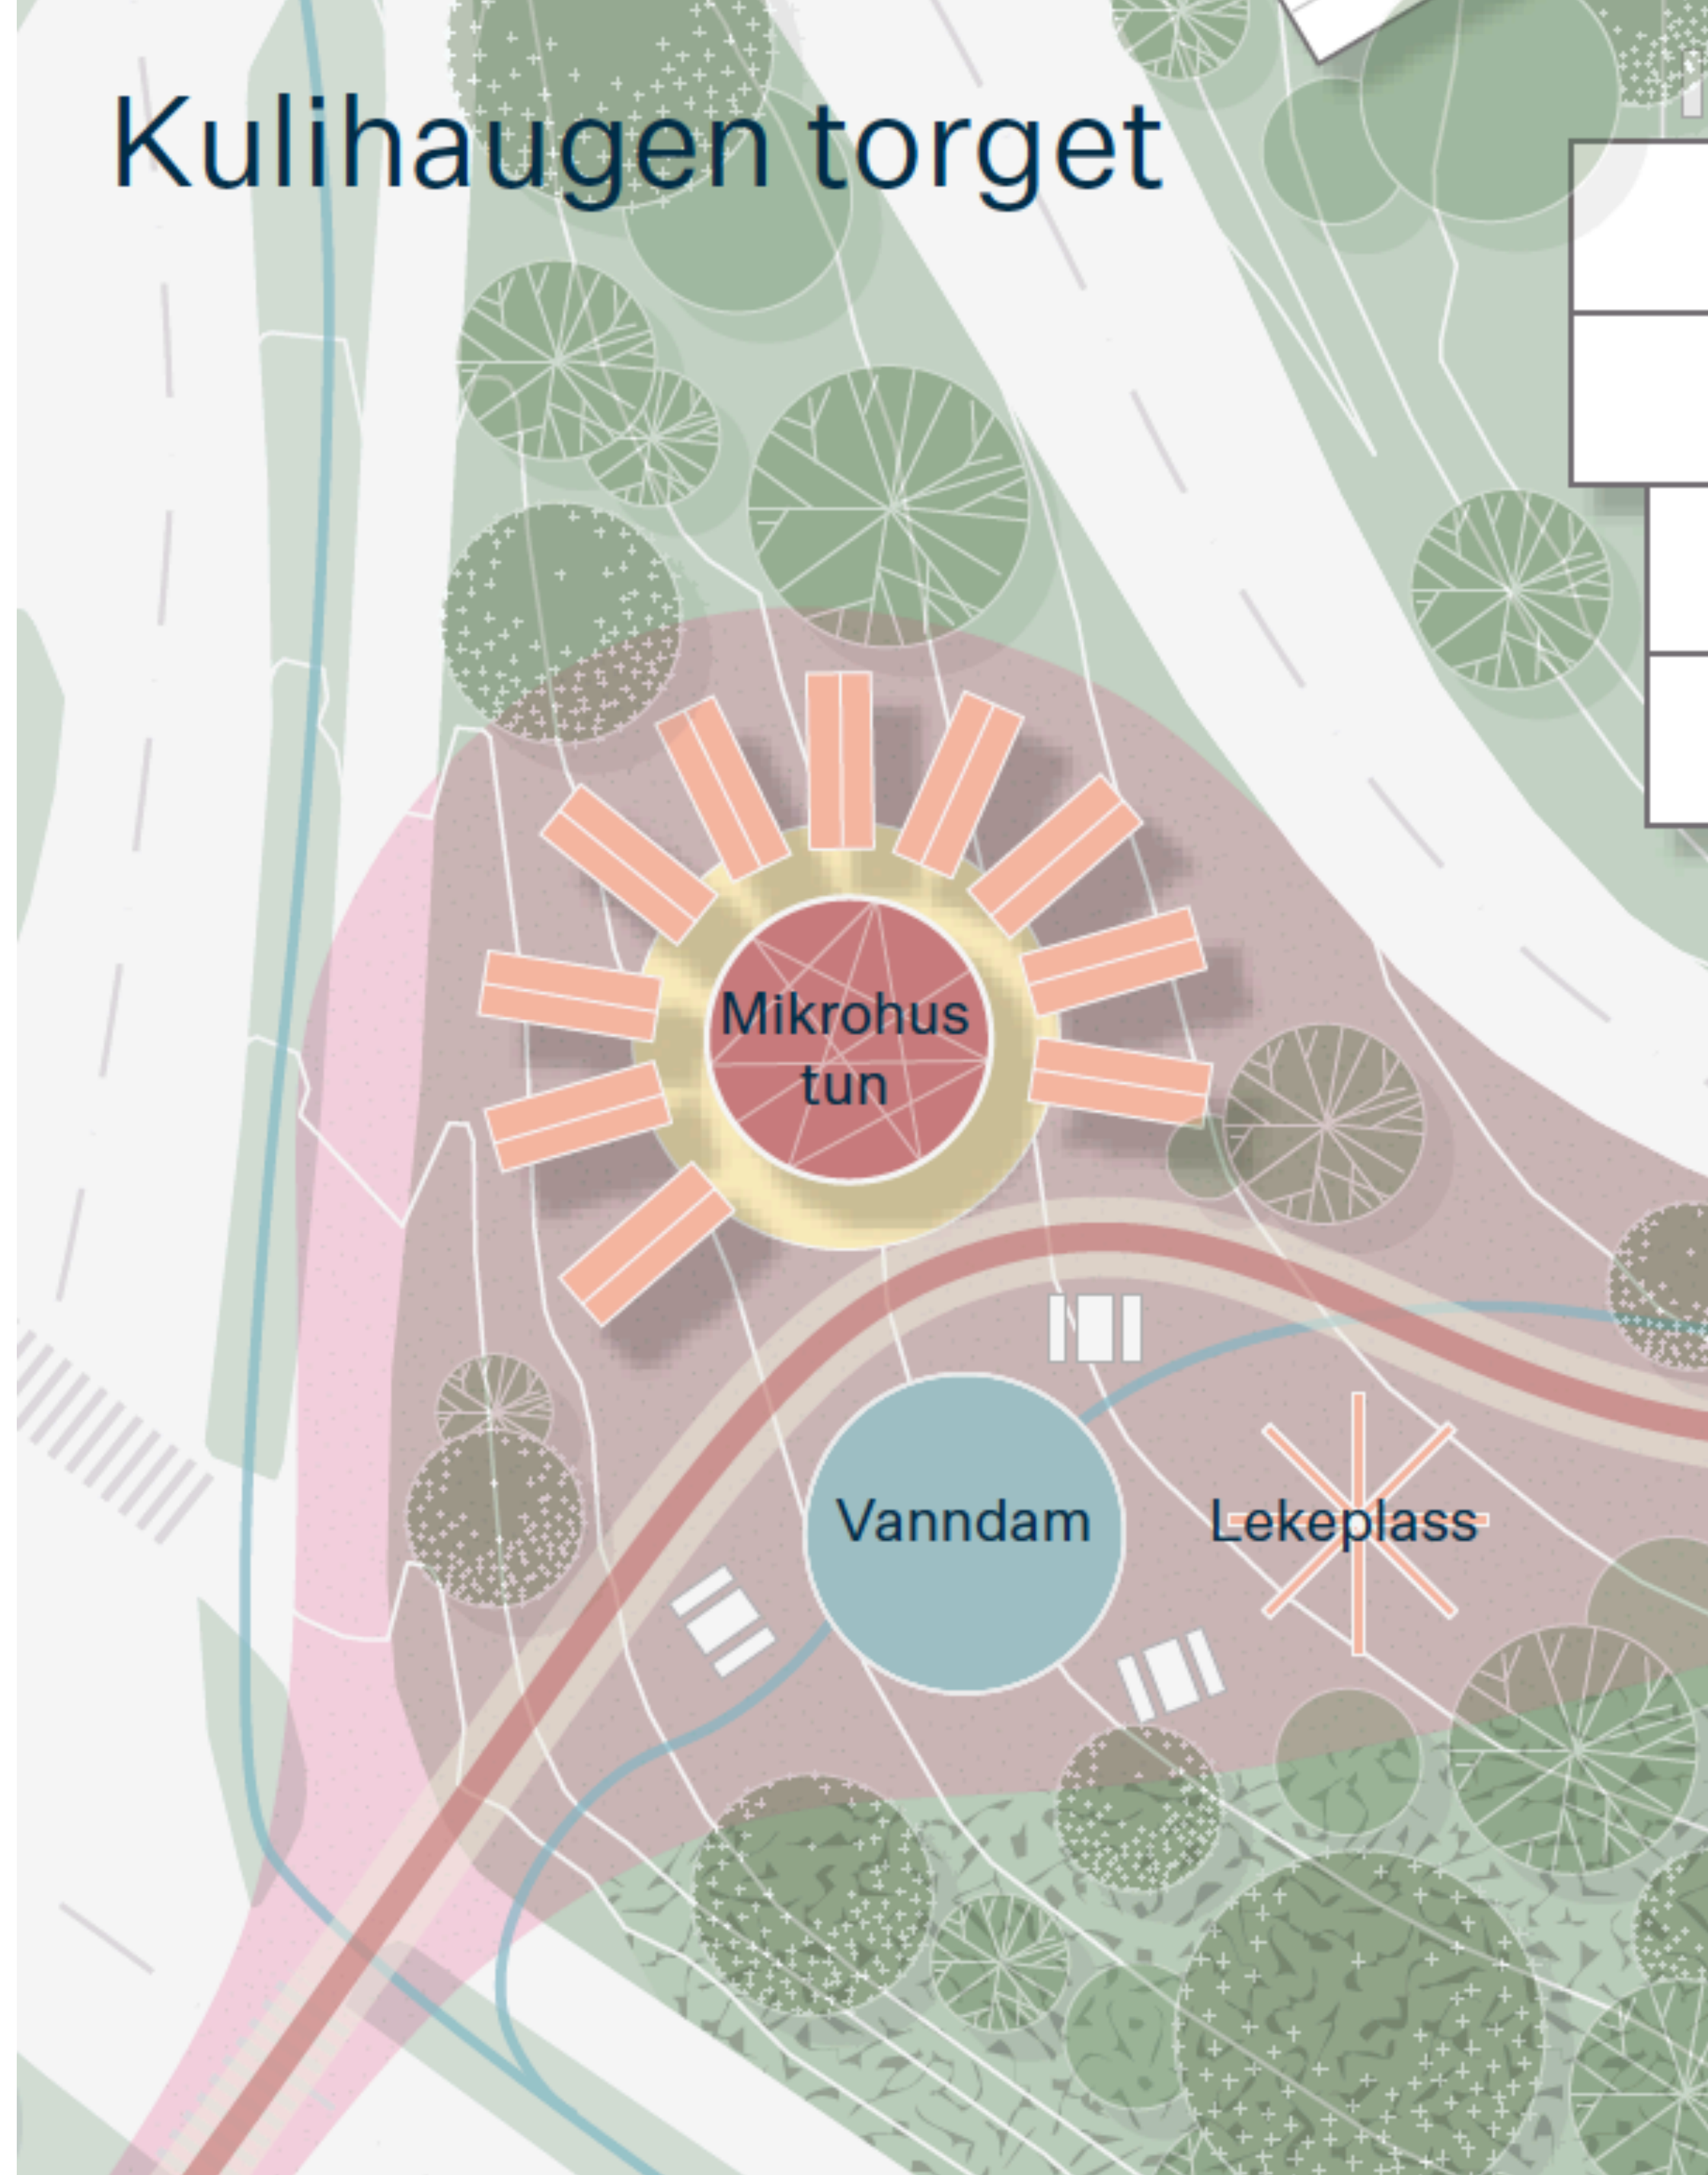 Kulihaugen torget
Mikrohus
tun
Vanndam
Lekeplass